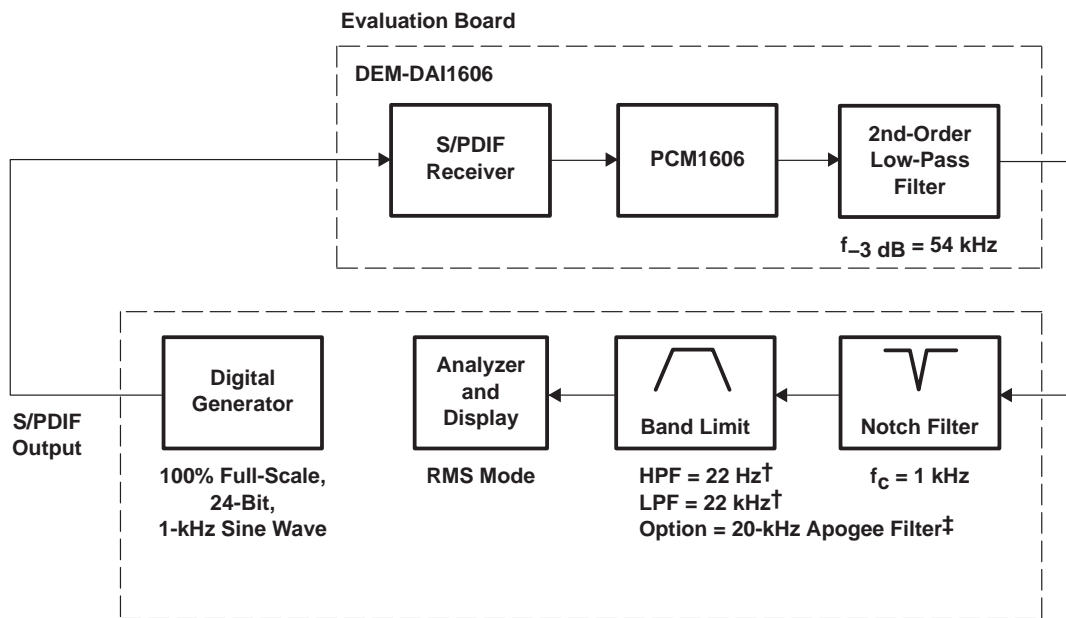 Evaluation Board
DEM-DAI1606
S/PDIF
Receiver
PCM1606
2nd-Order
Low-Pass
Filter
f–3 dB = 54 kHz
S/PDIF
Output
Digital
Generator
100% Full-Scale,
24-Bit,
1-kHz Sine Wave
Analyzer
and
Display
RMS Mode
Band Limit
HPF = 22 Hz†
LPF = 22 kHz†
Option = 20-kHz Apogee Filter‡
Notch Filter
fc = 1 kHz